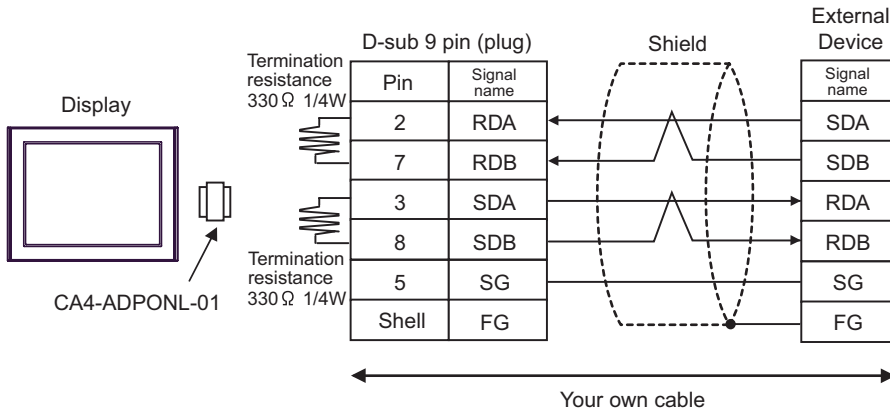 D-sub 9 pin (plug)
Shield
External
Device
Termination
resistance
330Ω 1/4W
Pin
Signal
name
Signal
name
Display
2
RDA
SDA
7
RDB
SDB
3
SDA
RDA
8
SDB
RDB
Termination
resistance
330Ω 1/4W
5
SG
SG
CA4-ADPONL-01
Shell
FG
FG
Your own cable